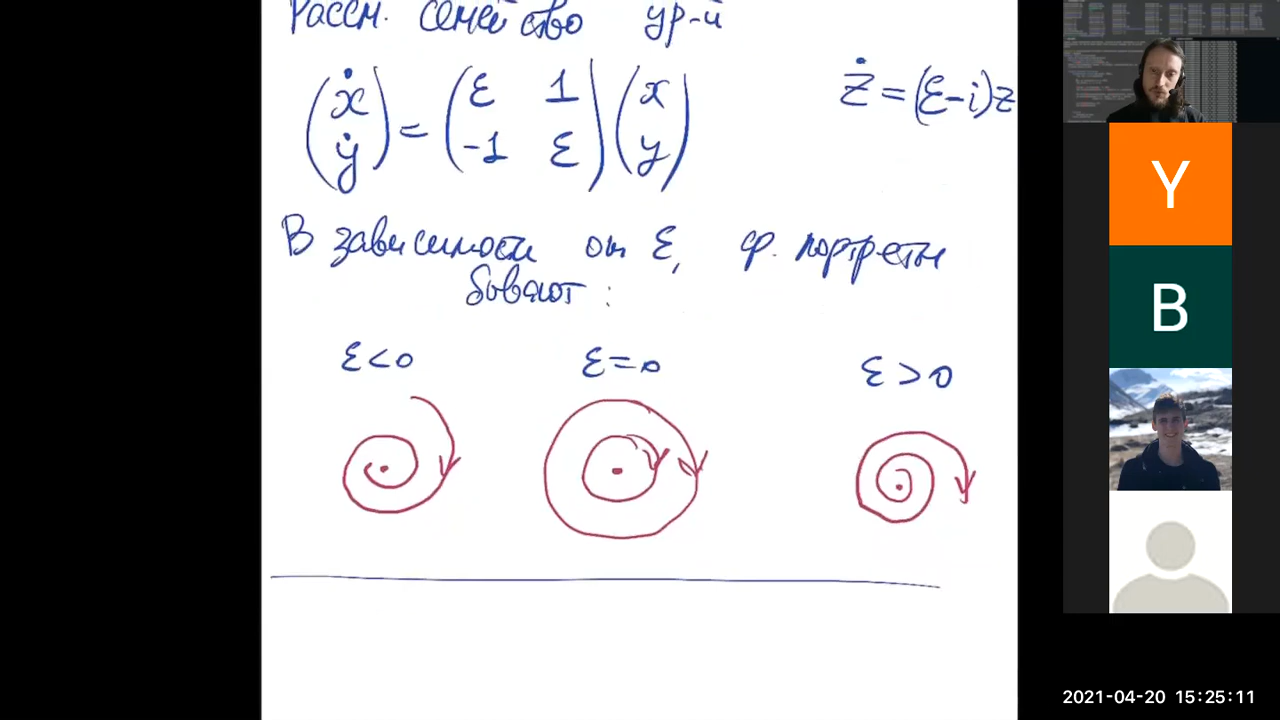 Рассм. семейство ур-й
(ẋ ẏ) = (ε 1 -1 ε) (x y)
ż = (ε-i)z
В зависимости от ε, ф. портреты
бывают:
ε<0
ε=0
ε>0
Y
B
2021-04-20 15:25:11